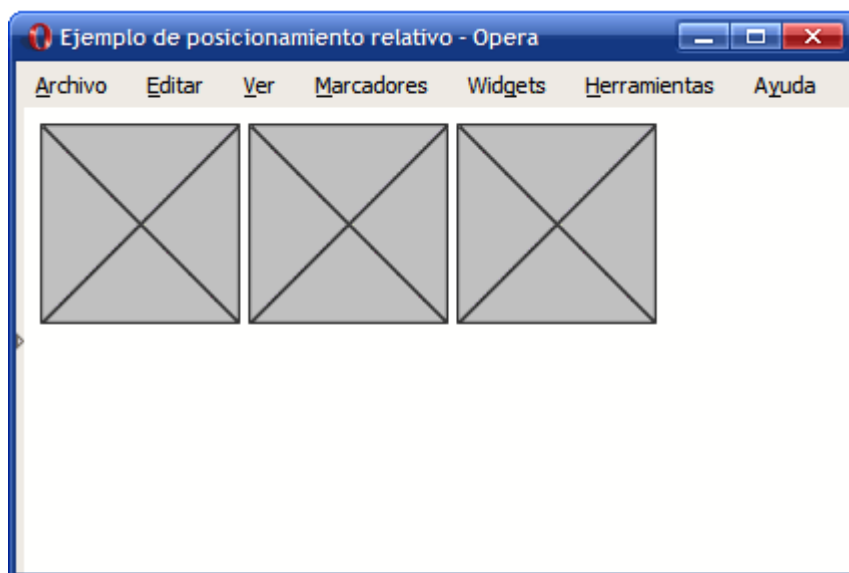 Ejemplo de posicionamiento relativo - Opera
Archivo Editar Ver Marcadores Widgets Herramientas Ayuda